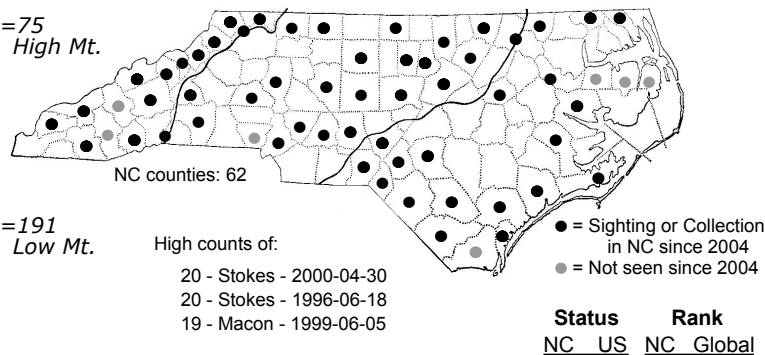 =75
High Mt.
NC counties: 62
=191
Low Mt.
High counts of:
20 - Stokes - 2000-04-30
20 - Stokes - 1996-06-18
19 - Macon - 1999-06-05
● = Sighting or Collection
in NC since 2004
● = Not seen since 2004
Status Rank
NC US NC Global